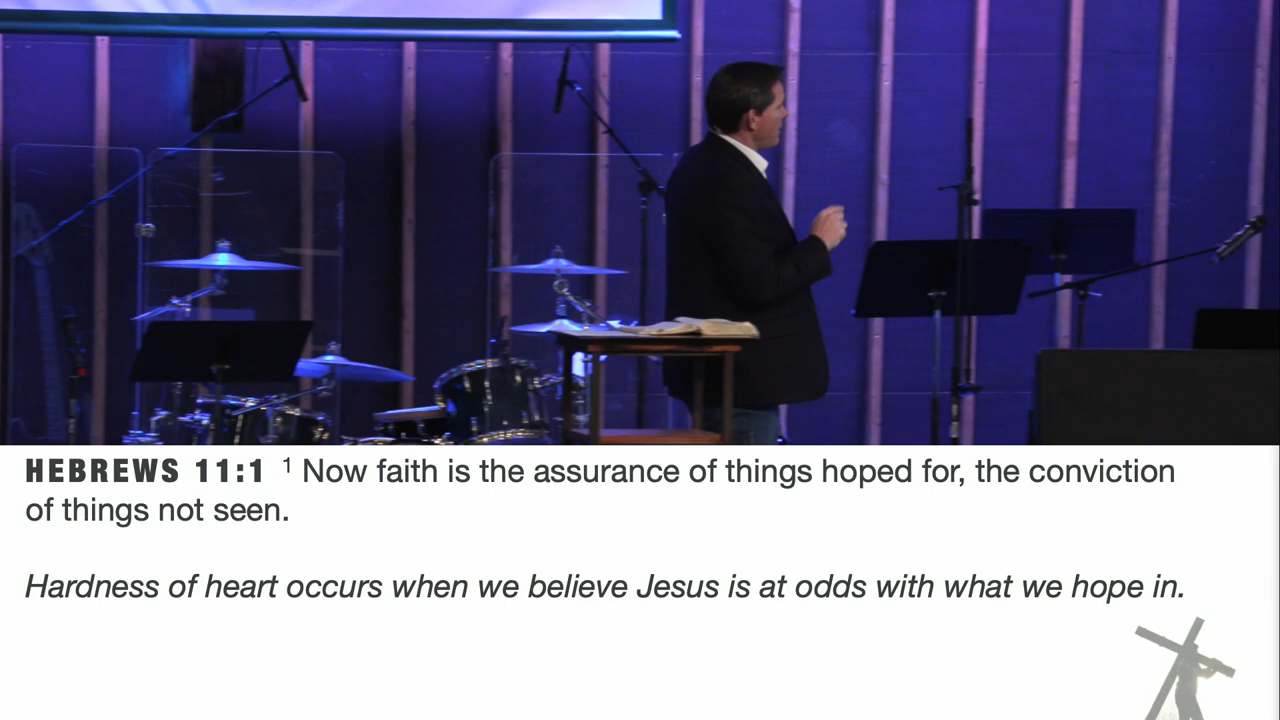 HEBREWS 11:1 ¹ Now faith is the assurance of things hoped for, the conviction
of things not seen.
Hardness of heart occurs when we believe Jesus is at odds with what we hope in.